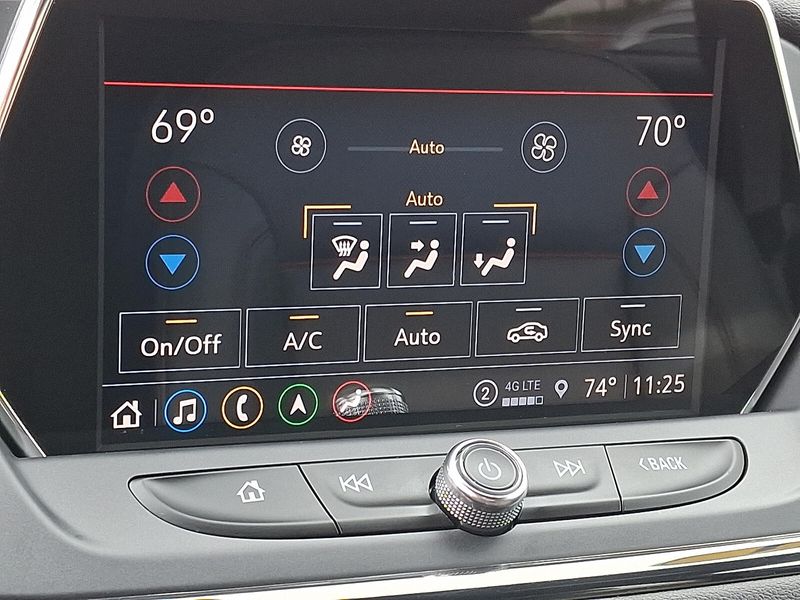 69° 70°
Auto
Auto
On/Off A/C Auto Sync
2 4G LTE 74° 11:25
<BACK